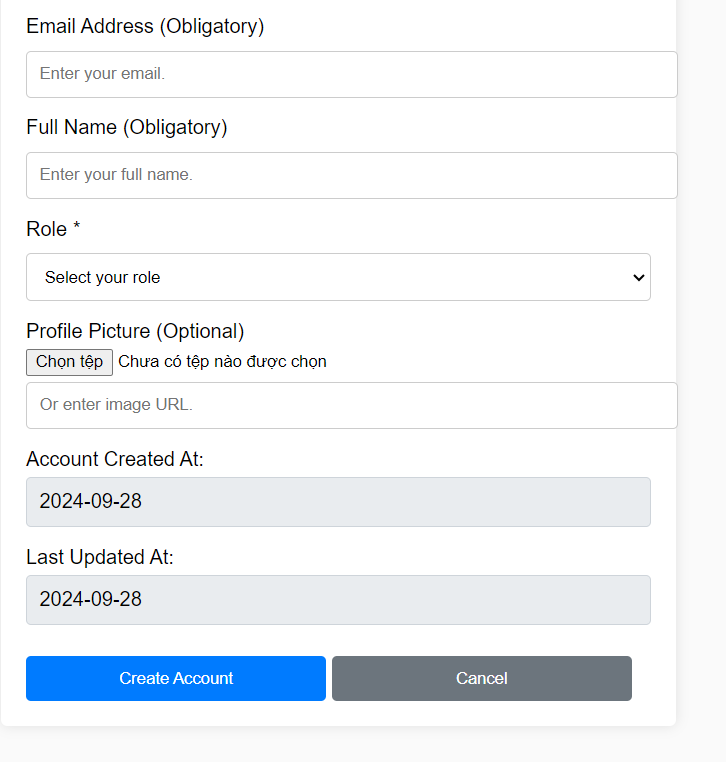 Email Address (Obligatory)
Enter your email.
Full Name (Obligatory)
Enter your full name.
Role *
Select your role
Profile Picture (Optional)
Chọn tệp Chưa có tệp nào được chọn
Or enter image URL.
Account Created At:
2024-09-28
Last Updated At:
2024-09-28
Create Account Cancel